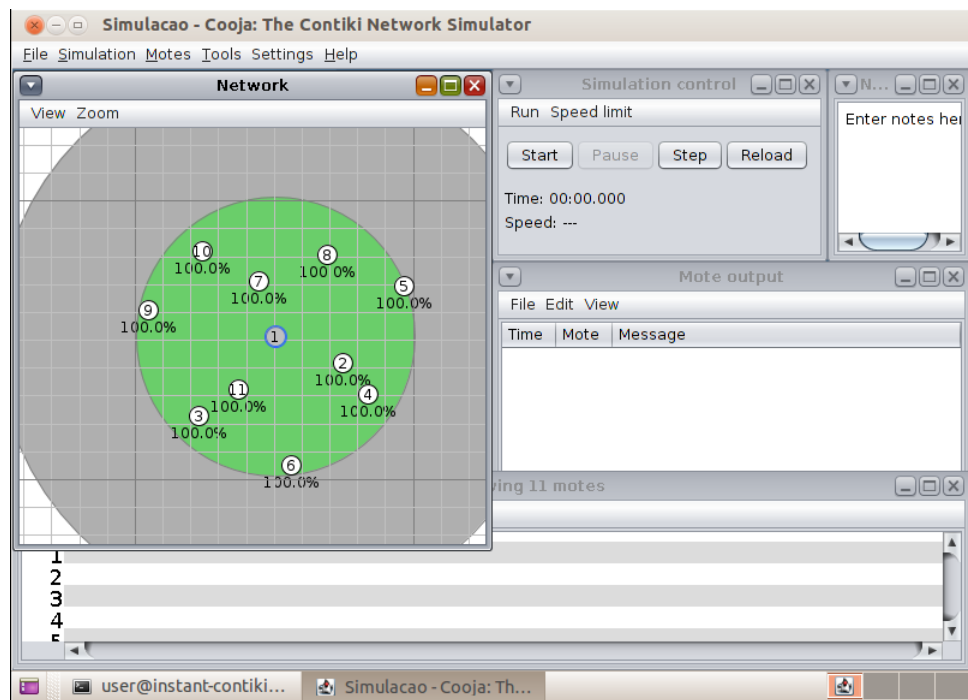 Simulacao - Cooja: The Contiki Network Simulator
File Simulation Motes Tools Settings Help
Network
View Zoom
10
100.0%
8
100.0%
7
100.0%
5
100.0%
9
100.0%
1
2
100.0%
4
100.0%
11
100.0%
3
100.0%
6
100.0%
Simulation control
Run Speed limit
Start Pause Step Reload
Time: 00:00.000
Speed: ---
N...
Enter notes her
Mote output
File Edit View
Time Mote Message
ving 11 motes
1
2
3
4
5
user@instant-contiki...
Simulacao - Cooja: Th...